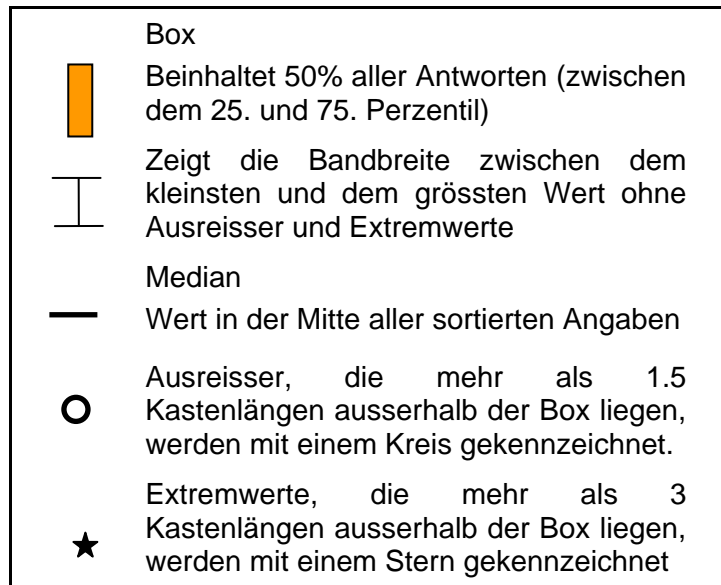 Box
Beinhaltet 50% aller Antworten (zwischen
dem 25. und 75. Perzentil)
Zeigt die Bandbreite zwischen dem
kleinsten und dem grössten Wert ohne
Ausreisser und Extremwerte
Median
Wert in der Mitte aller sortierten Angaben
Ausreisser, die mehr als 1.5
Kastenlängen ausserhalb der Box liegen,
werden mit einem Kreis gekennzeichnet.
Extremwerte, die mehr als 3
Kastenlängen ausserhalb der Box liegen,
werden mit einem Stern gekennzeichnet